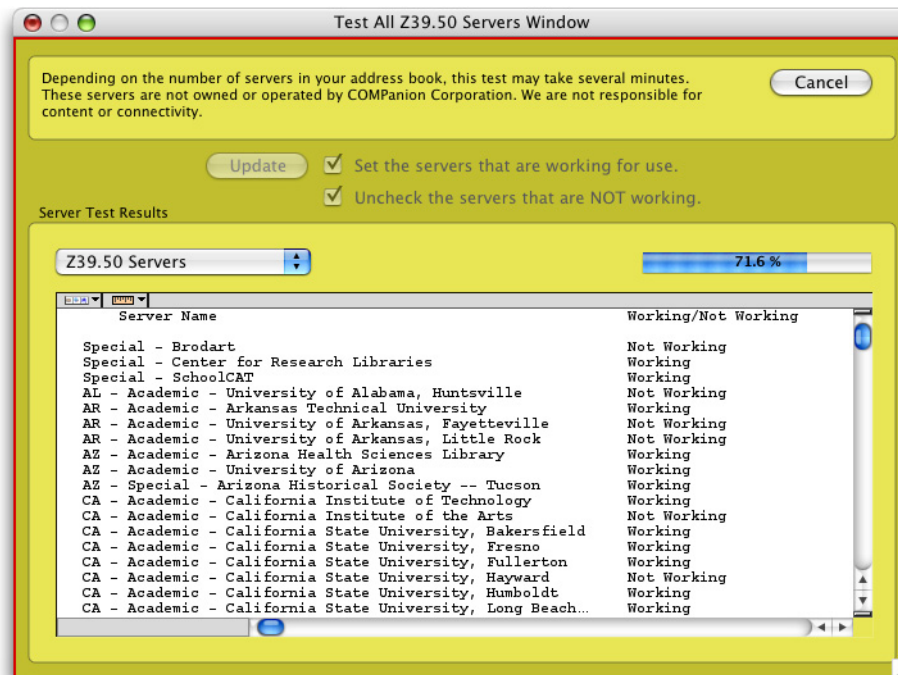 Test All Z39.50 Servers Window
Depending on the number of servers in your address book, this test may take several minutes.
These servers are not owned or operated by COMPanion Corporation. We are not responsible for
content or connectivity.
Cancel
Update
Set the servers that are working for use.
Uncheck the servers that are NOT working.
Server Test Results
Z39.50 Servers
71.6 %
Server Name Working/Not Working
Special - Brodart Not Working
Special - Center for Research Libraries Working
Special - SchoolCAT Working
AL - Academic - University of Alabama, Huntsville Not Working
AR - Academic - Arkansas Technical University Working
AR - Academic - University of Arkansas, Fayetteville Not Working
AR - Academic - University of Arkansas, Little Rock Not Working
AZ - Academic - Arizona Health Sciences Library Working
AZ - Academic - University of Arizona Working
AZ - Special - Arizona Historical Society -- Tucson Working
CA - Academic - California Institute of Technology Working
CA - Academic - California Institute of the Arts Not Working
CA - Academic - California State University, Bakersfield Working
CA - Academic - California State University, Fresno Working
CA - Academic - California State University, Fullerton Working
CA - Academic - California State University, Hayward Not Working
CA - Academic - California State University, Humboldt Working
CA - Academic - California State University, Long Beach... Working